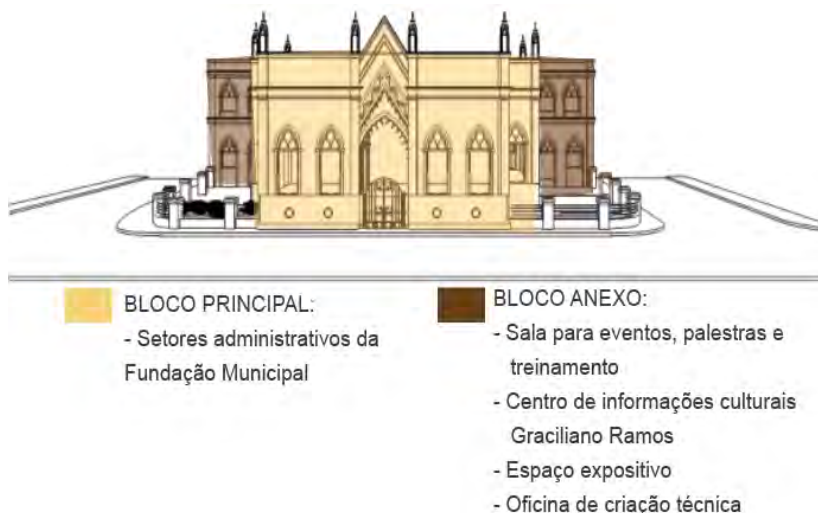 BLOCO PRINCIPAL:
- Setores administrativos da
Fundação Municipal
BLOCO ANEXO:
- Sala para eventos, palestras e
treinamento
- Centro de informações culturais
Graciliano Ramos
- Espaço expositivo
- Oficina de criação técnica